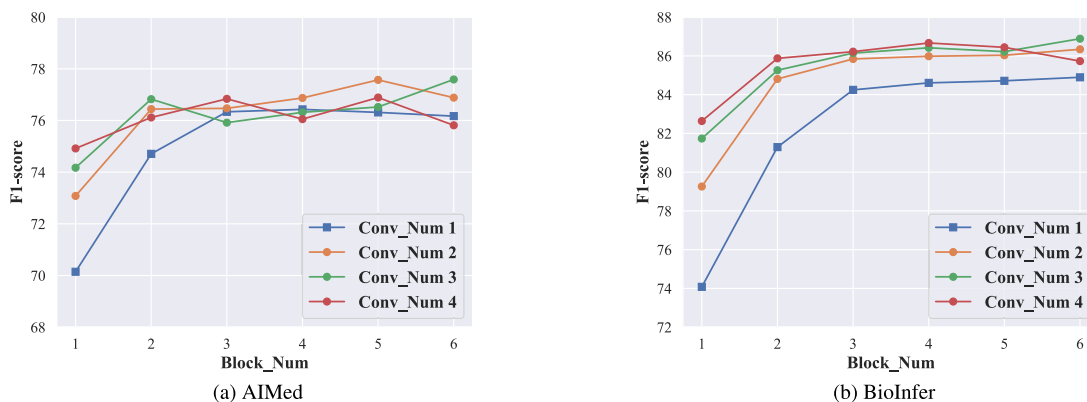 80
78
76
74
72
70
68
F1-score
1
2
3
4
5
6
Block_Num
Conv_Num 1
Conv_Num 2
Conv_Num 3
Conv_Num 4
(a) AIMed
88
86
84
82
80
78
76
74
72
F1-score
1
2
3
4
5
6
Block_Num
Conv_Num 1
Conv_Num 2
Conv_Num 3
Conv_Num 4
(b) BioInfer